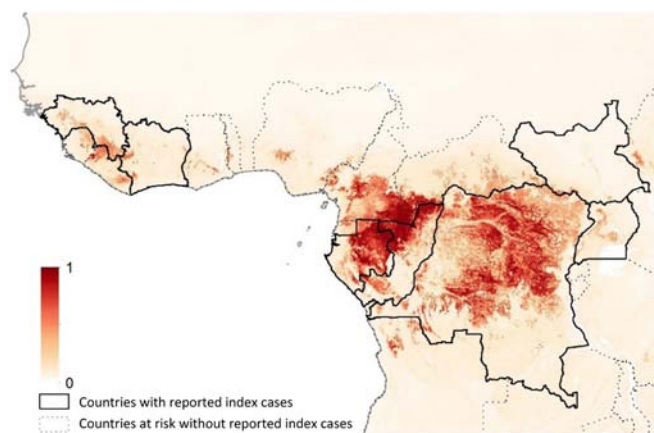 1
0
Countries with reported index cases
Countries at risk without reported index cases